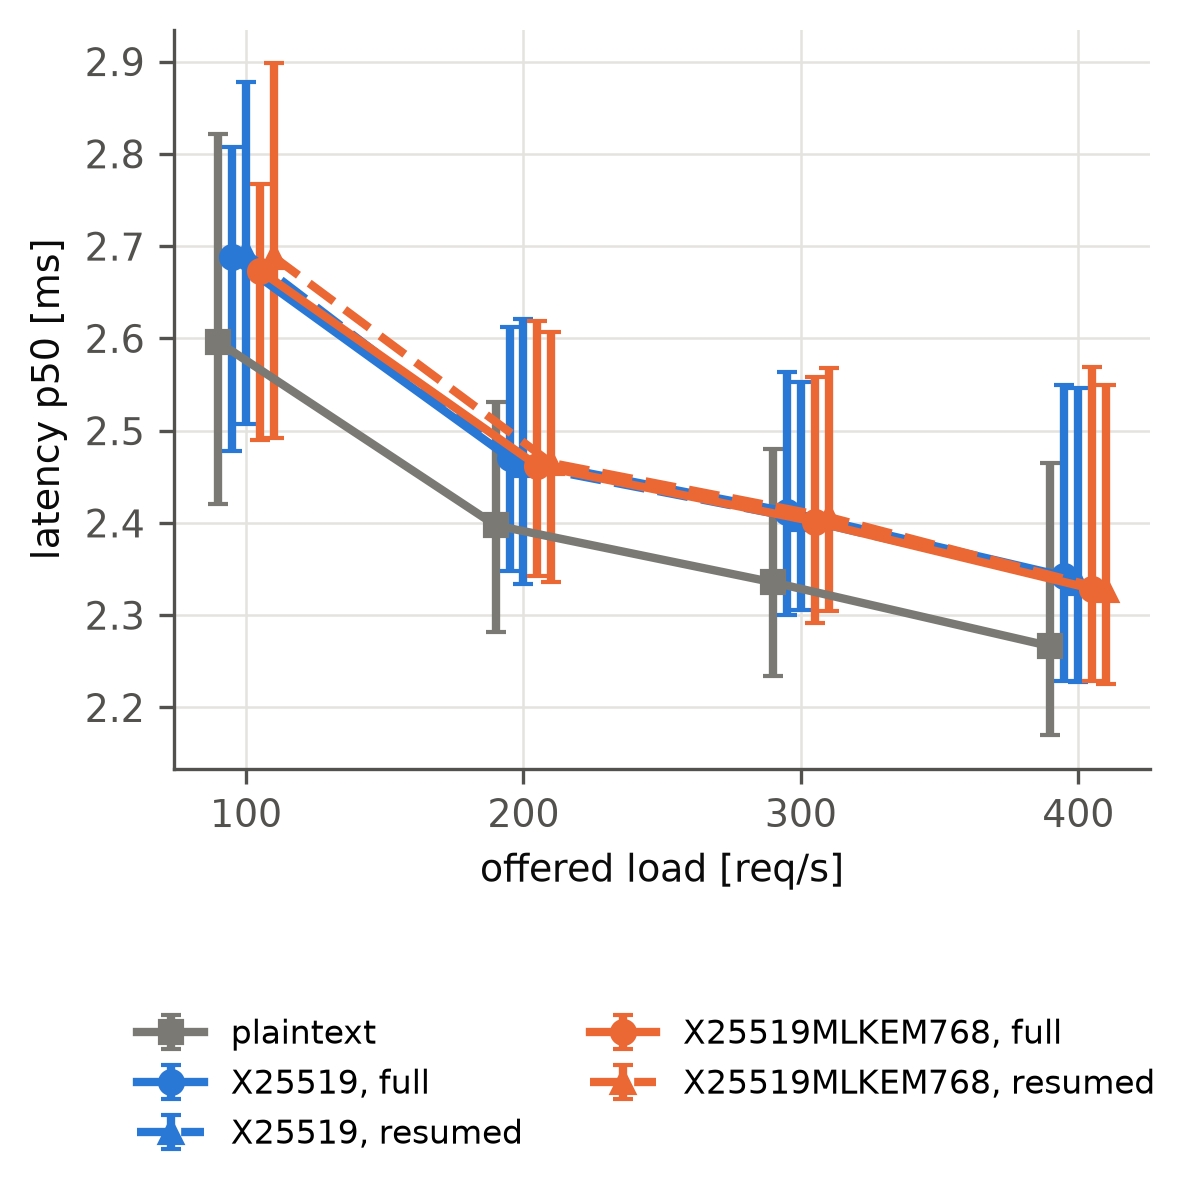 2.9
2.8
2.7
2.6
2.5
2.4
2.3
2.2
latency p50 [ms]
100 200 300 400
offered load [req/s]
plaintext
X25519, full
X25519, resumed
X25519MLKEM768, full
X25519MLKEM768, resumed